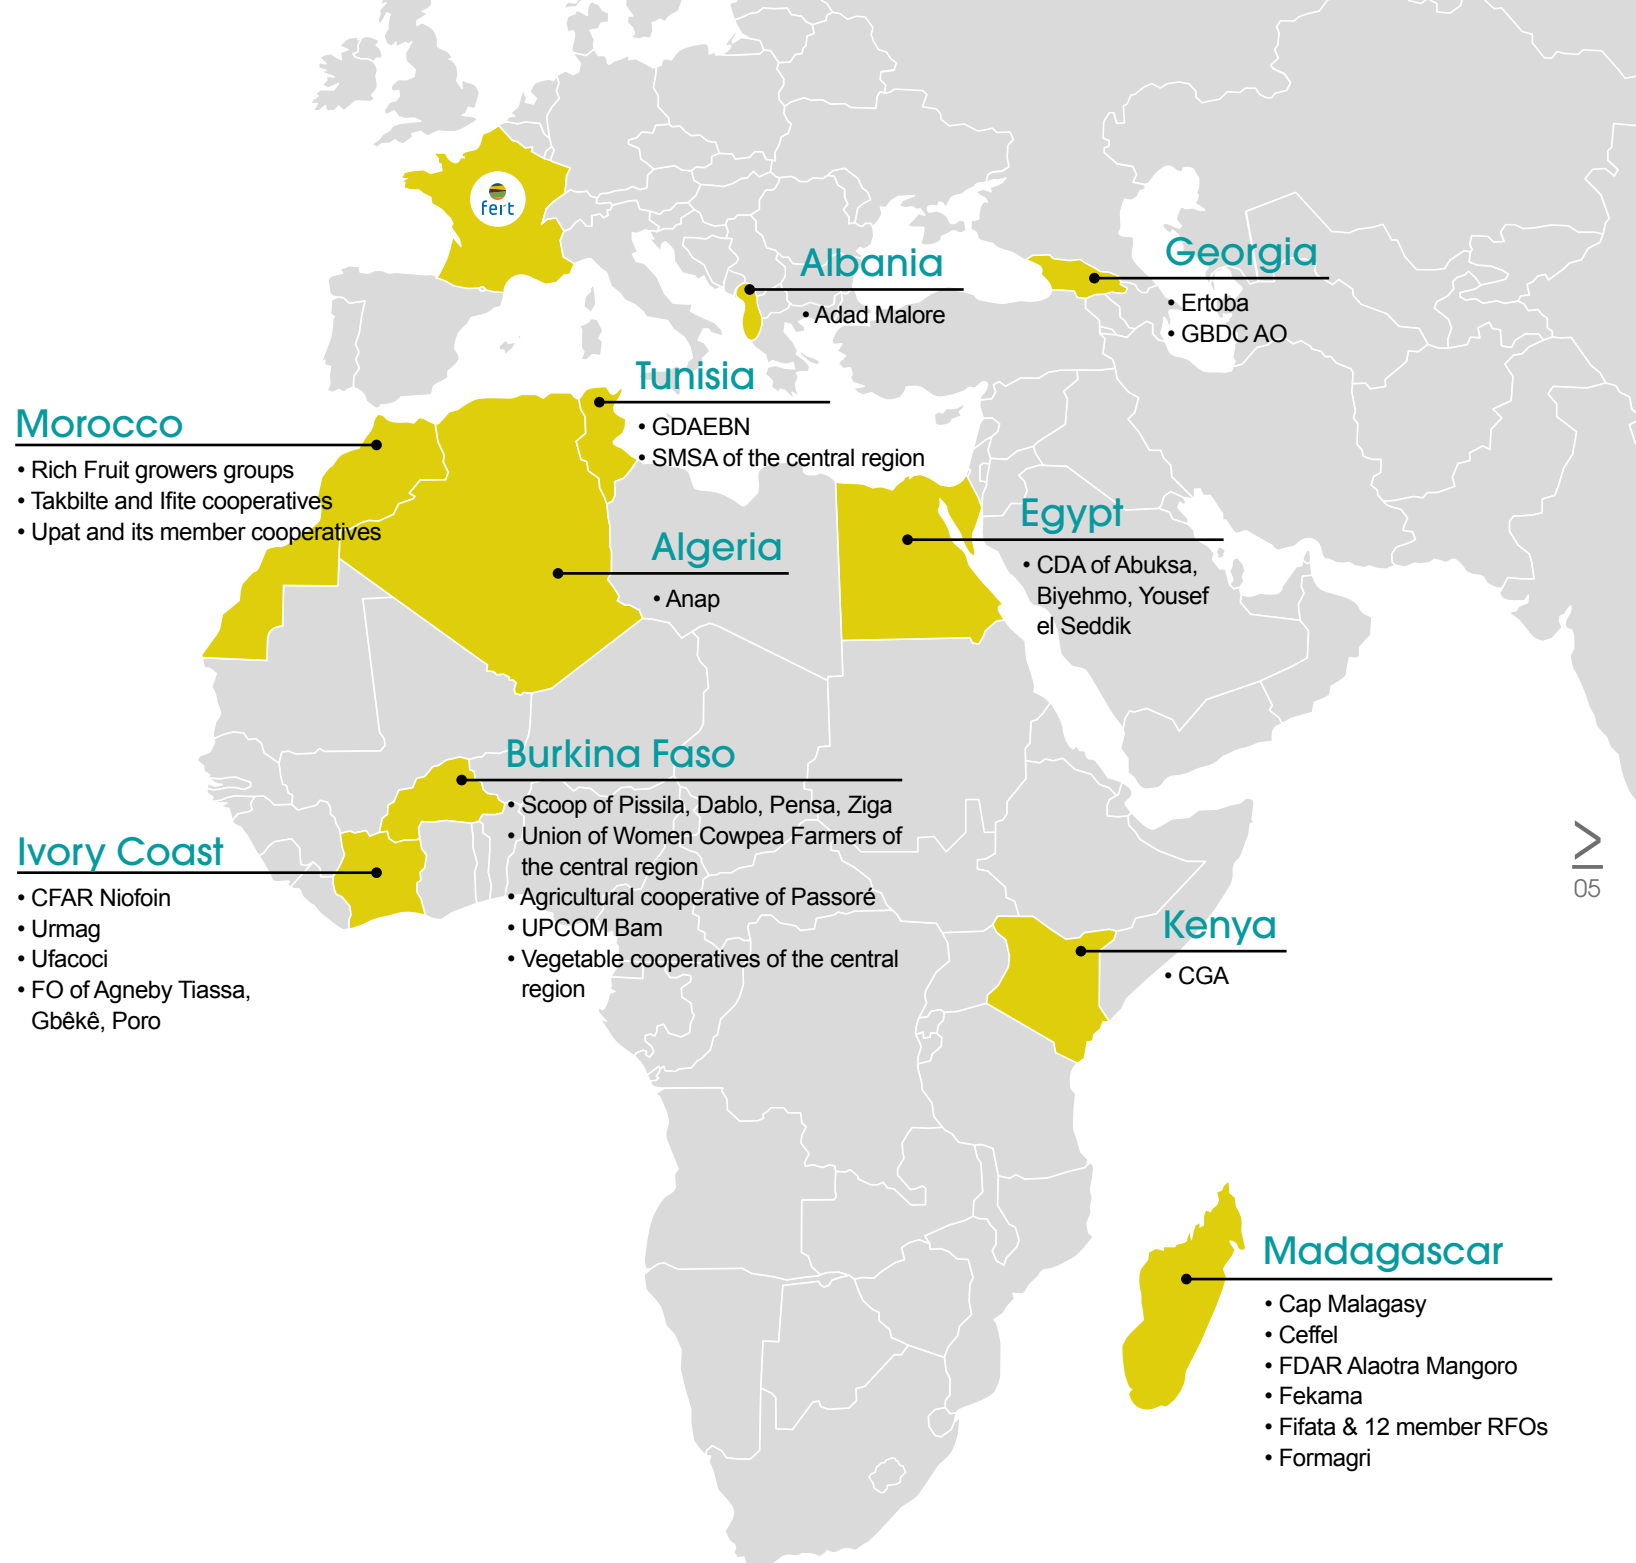 fert
Albania
• Adad Malore
Georgia
• Ertoba
• GBDC AO
Tunisia
• GDAEBN
• SMSA of the central region
Morocco
• Rich Fruit growers groups
• Takbilte and Ifite cooperatives
• Upat and its member cooperatives
Algeria
• Anap
Egypt
• CDA of Abuksa,
Biyehmo, Yousef
el Seddik
Burkina Faso
• Scoop of Pissila, Dablo, Pensa, Ziga
• Union of Women Cowpea Farmers of
the central region
• Agricultural cooperative of Passoré
• UPCOM Bam
• Vegetable cooperatives of the central
region
Ivory Coast
• CFAR Niofoin
• Urmag
• Ufacoci
• FO of Agneby Tiassa,
Gbêkê, Poro
Kenya
• CGA
Madagascar
• Cap Malagasy
• Ceffel
• FDAR Alaotra Mangoro
• Fekama
• Fifata & 12 member RFOs
• Formagri
>
05